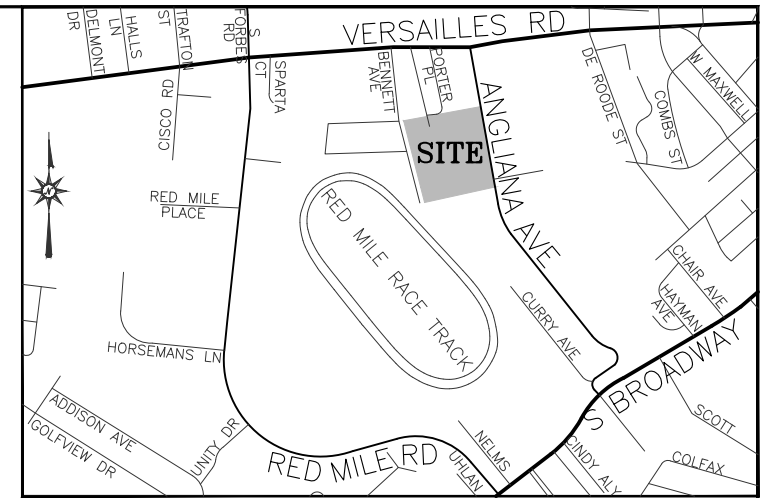 DELMONT
DR
HALLS
LN
TRAFTON
ST
FORBES
RD
S
VERSAILLES RD
CISCO RD
SPARTA
CT
BENNETT
AVE
PORTER
PL
ANGLIANA AVE
DE ROODE ST
COMBS ST
W MAXWELL
SITE
N
RED MILE
PLACE
RED MILE RACE TRACK
CURRY AVE
CHAIR AVE
HAYMAN
AVE
HORSEMANS LN
S BROADWAY
ADDISON AVE
GOLFVIEW DR
UNITY DR
RED MILE RD
UHLAN
NELMS
CINDY ALY
SCOTT
COLFAX